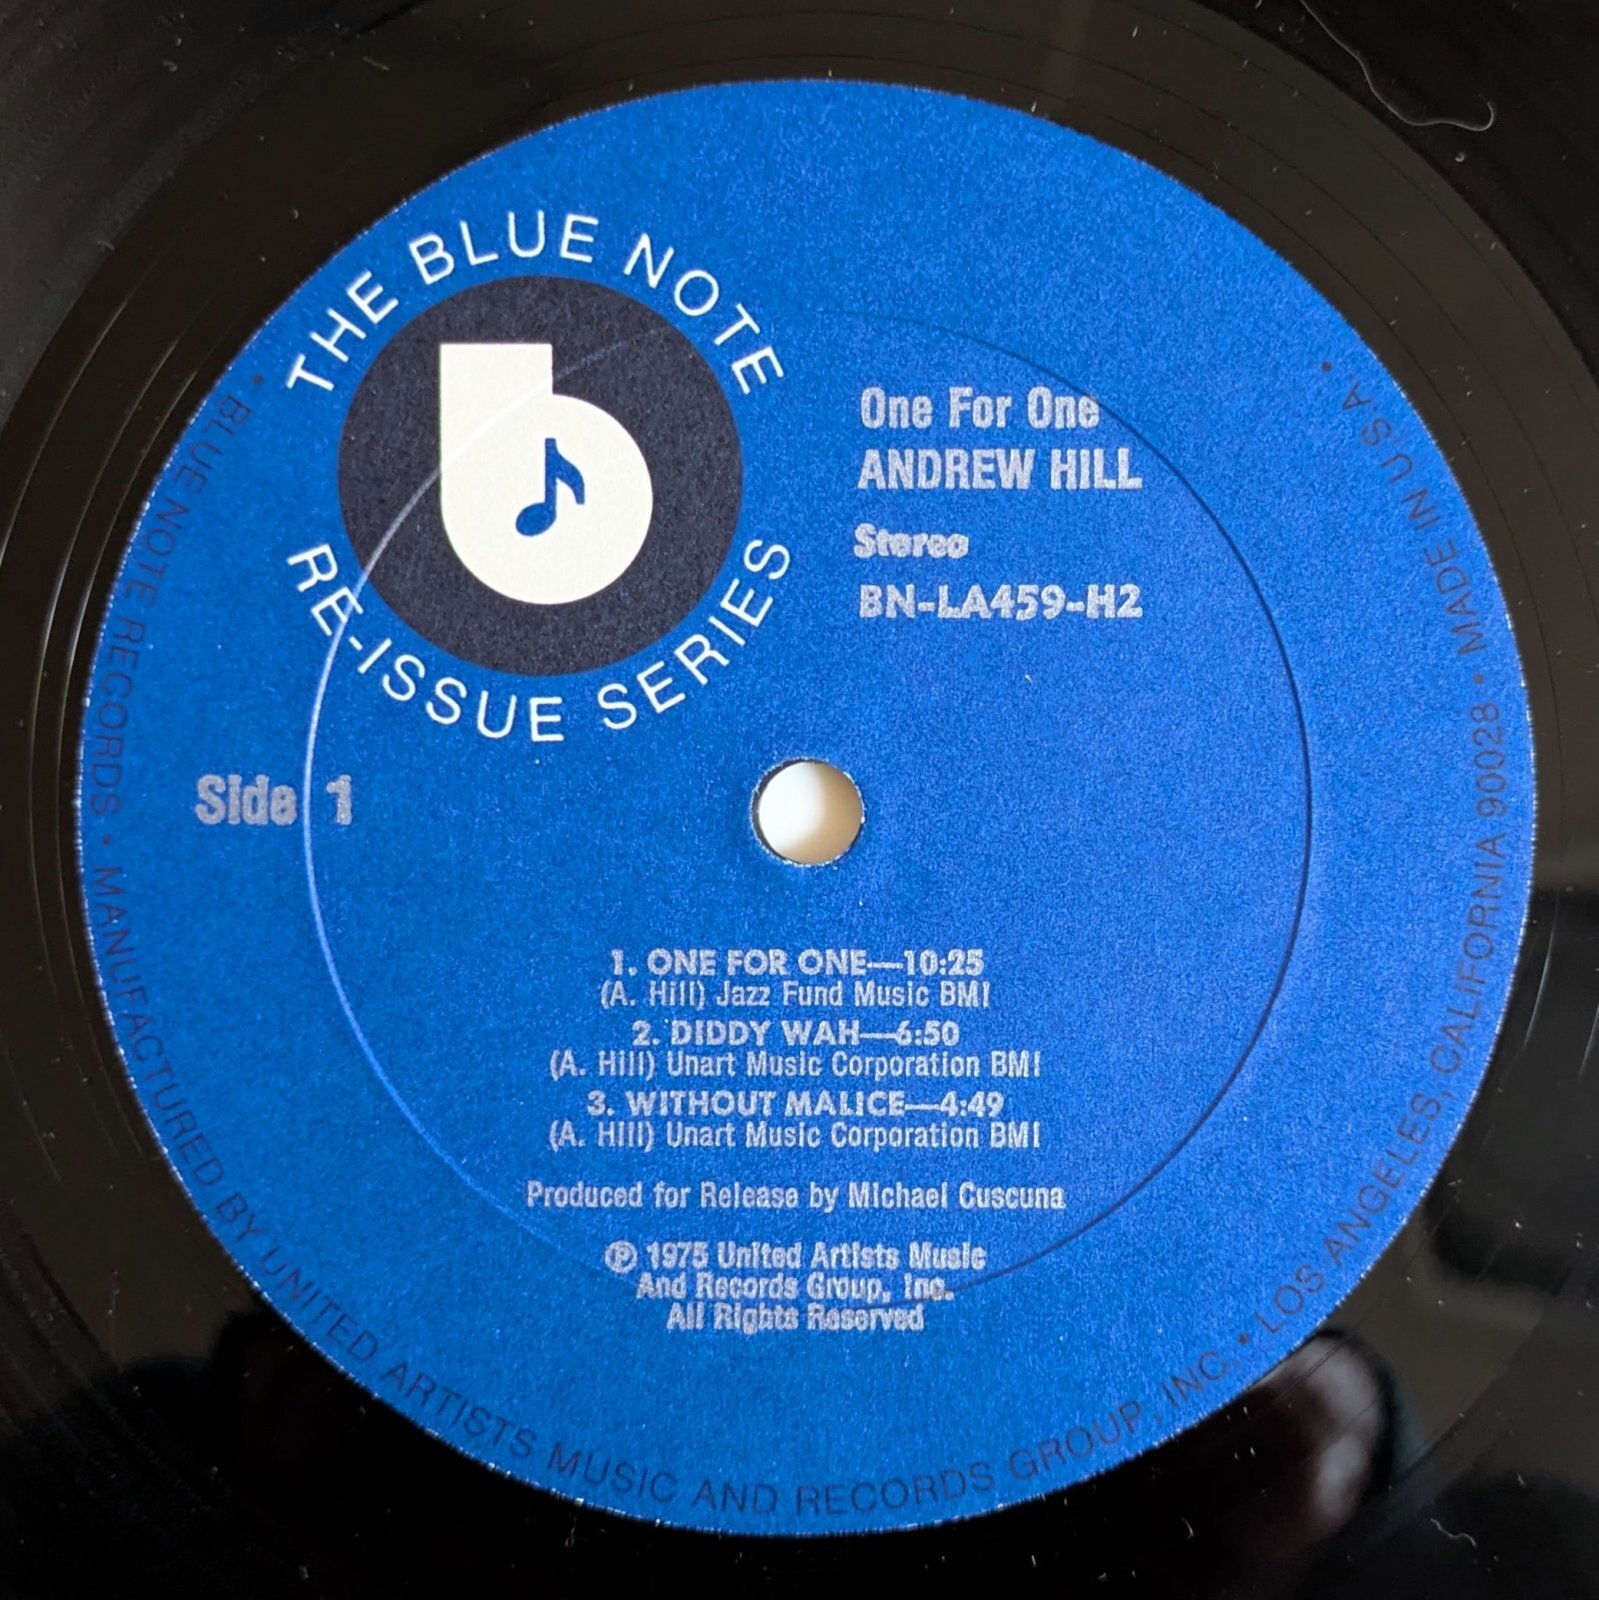 THE BLUE NOTE
RE-ISSUE SERIES
One For One
ANDREW HILL
Stereo
BN-LA459-H2
Side 1
1. ONE FOR ONE—10:25
(A. Hill) Jazz Fund Music BMI
2. DIDDY WAH—6:50
(A. Hill) Unart Music Corporation BMI
3. WITHOUT MALICE—4:49
(A. Hill) Unart Music Corporation BMI
Produced for Release by Michael Cuscuna
℗ 1975 United Artists Music
And Records Group, Inc.
All Rights Reserved
• BLUE NOTE RECORDS • MANUFACTURED BY UNITED ARTISTS MUSIC AND RECORDS GROUP, INC. • LOS ANGELES, CALIFORNIA 90028 • MADE IN U.S.A. •